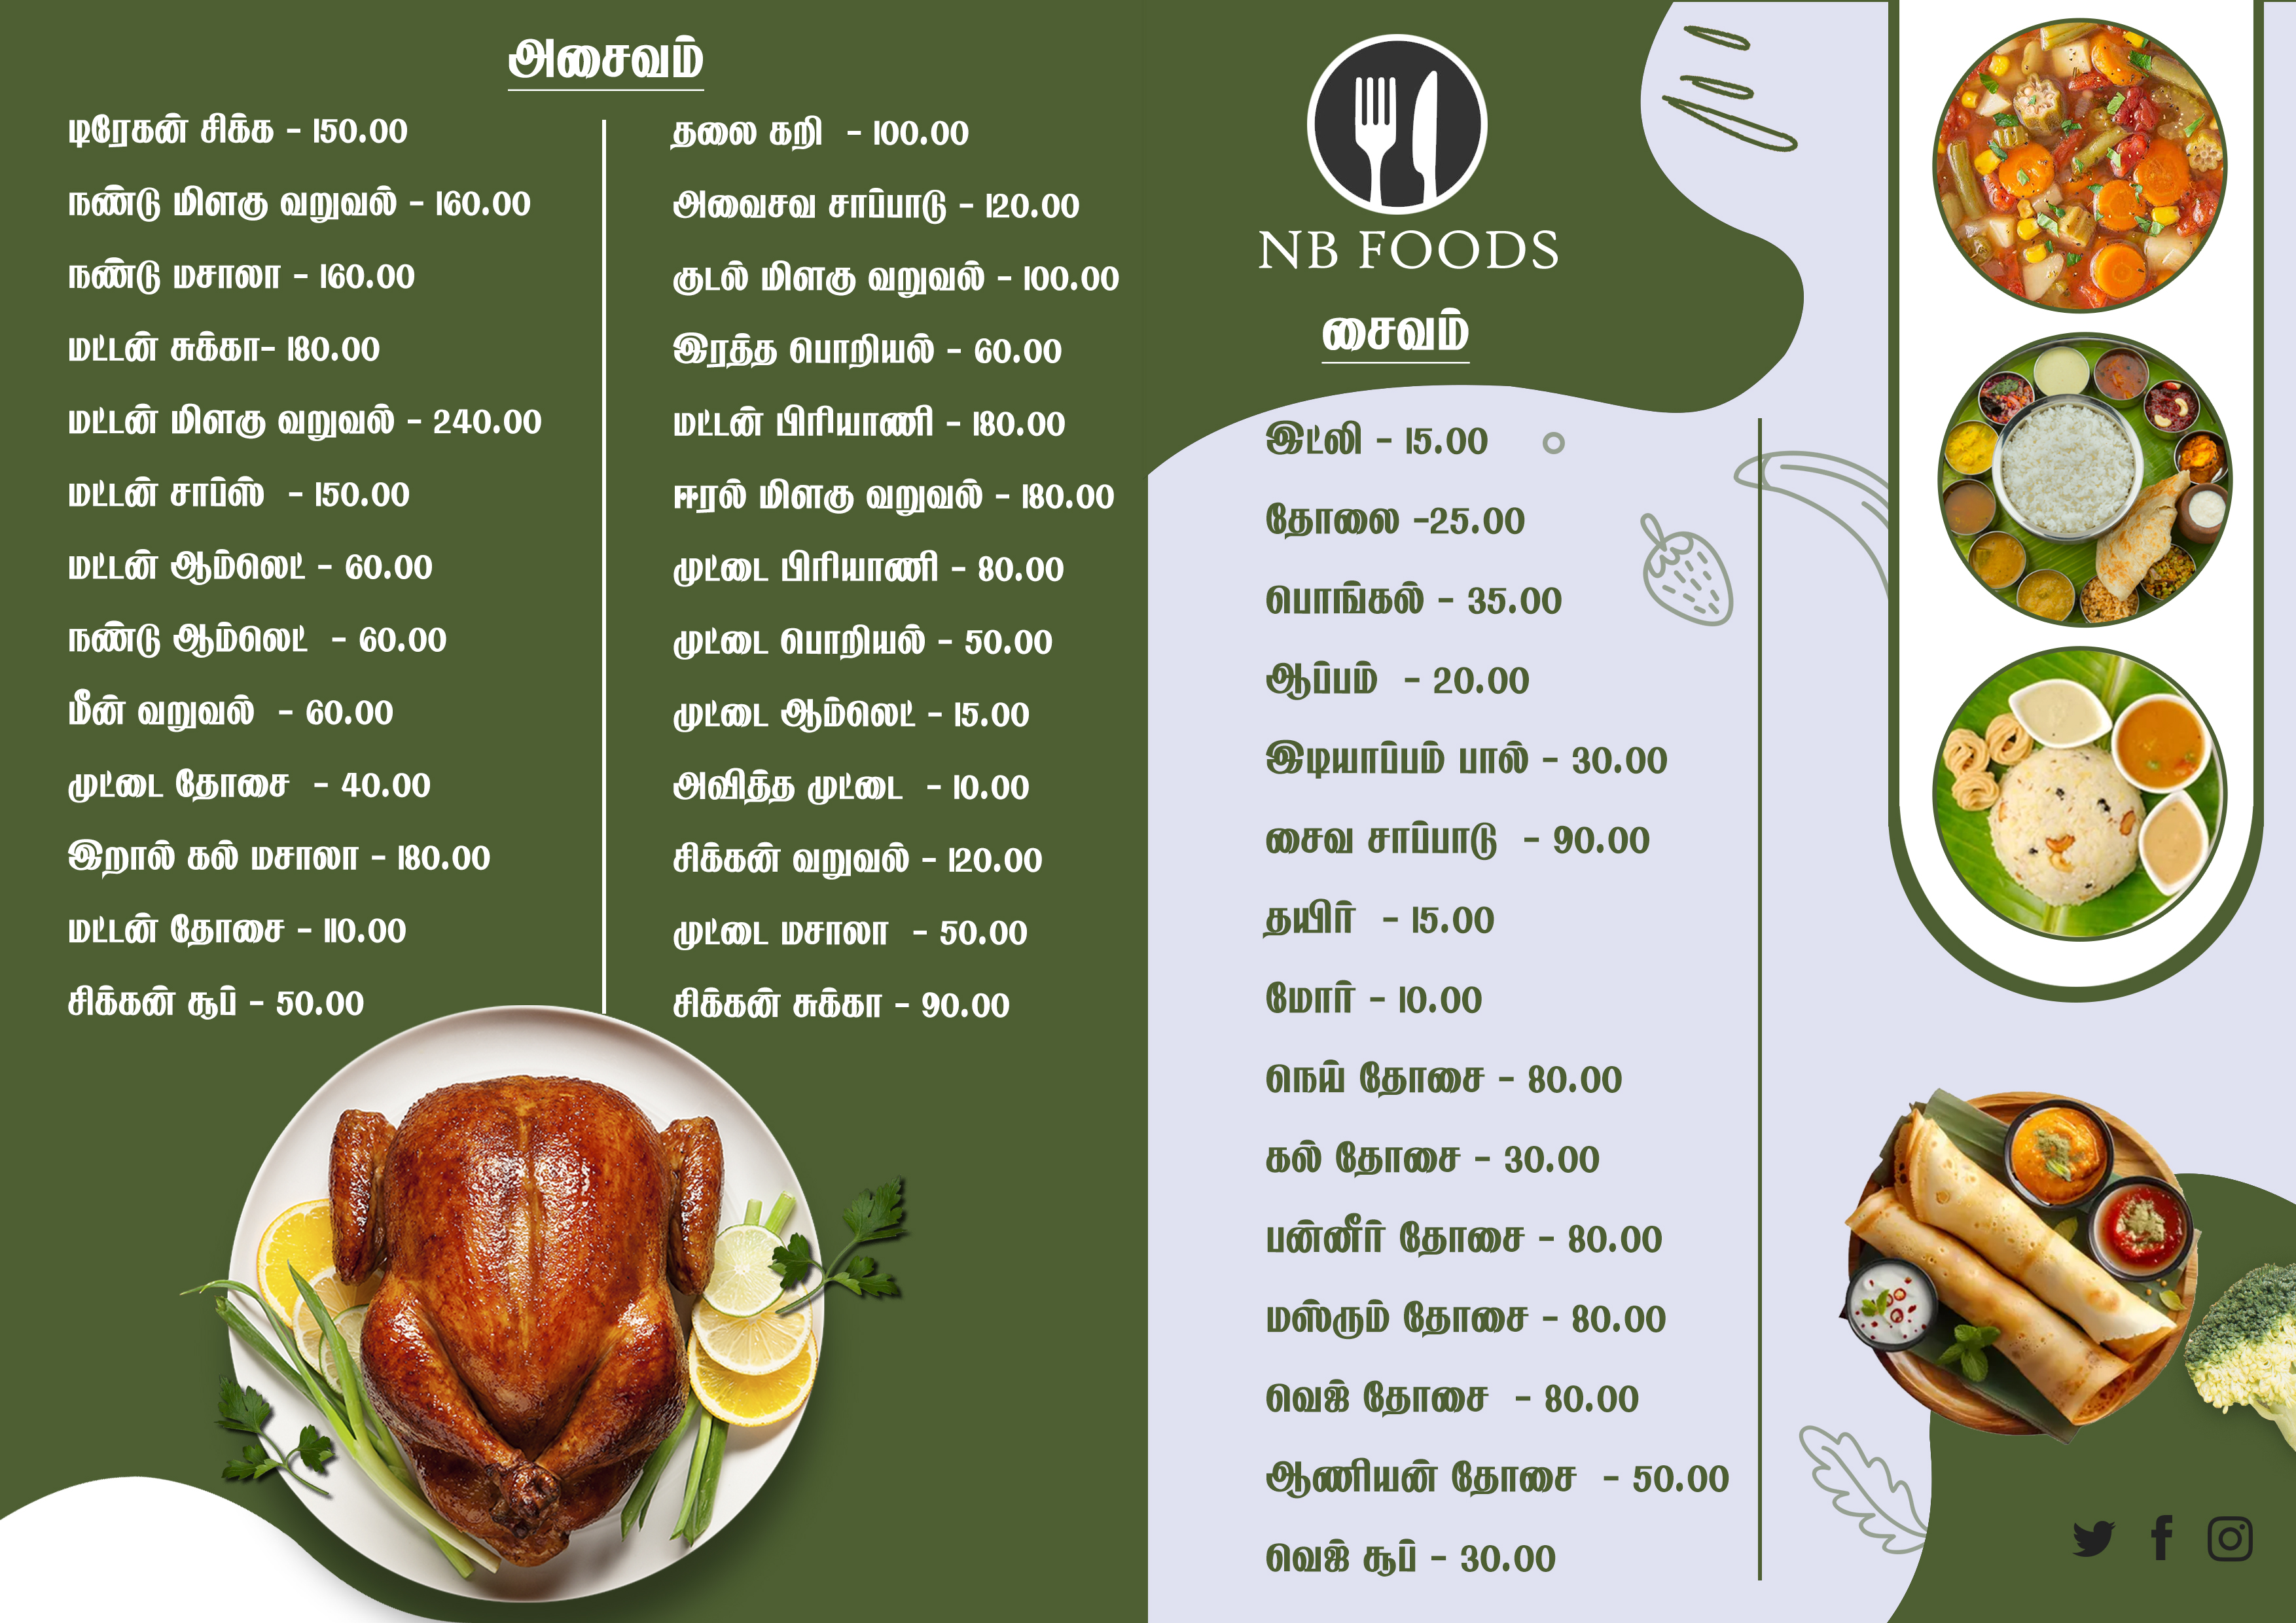 அசைவம்
டிரேகன் சிக்க - 150.00
நண்டு மிளகு வறுவல் - 160.00
நண்டு மசாலா - 160.00
மட்டன் சுக்கா- 180.00
மட்டன் மிளகு வறுவல் - 240.00
மட்டன் சாப்ஸ் - 150.00
மட்டன் ஆம்லெட் - 60.00
நண்டு ஆம்லெட் - 60.00
மீன் வறுவல் - 60.00
முட்டை தோசை - 40.00
இறால் கல் மசாலா - 180.00
மட்டன் தோசை - 110.00
சிக்கன் சூப் - 50.00
தலை கறி - 100.00
அவைசவ சாப்பாடு - 120.00
குடல் மிளகு வறுவல் - 100.00
இரத்த பொறியல் - 60.00
மட்டன் பிரியாணி - 180.00
ஈரல் மிளகு வறுவல் - 180.00
முட்டை பிரியாணி - 80.00
முட்டை பொறியல் - 50.00
முட்டை ஆம்லெட் - 15.00
அவித்த முட்டை - 10.00
சிக்கன் வறுவல் - 120.00
முட்டை மசாலா - 50.00
சிக்கன் சுக்கா - 90.00
NB FOODS
சைவம்
இட்லி - 15.00
தோலை -25.00
பொங்கல் - 35.00
ஆப்பம் - 20.00
இடியாப்பம் பால் - 30.00
சைவ சாப்பாடு - 90.00
தயிர் - 15.00
மோர் - 10.00
நெய் தோசை - 80.00
கல் தோசை - 30.00
பன்னீர் தோசை - 80.00
மஸ்ரும் தோசை - 80.00
வெஜ் தோசை - 80.00
ஆணியன் தோசை - 50.00
வெஜ் சூப் - 30.00